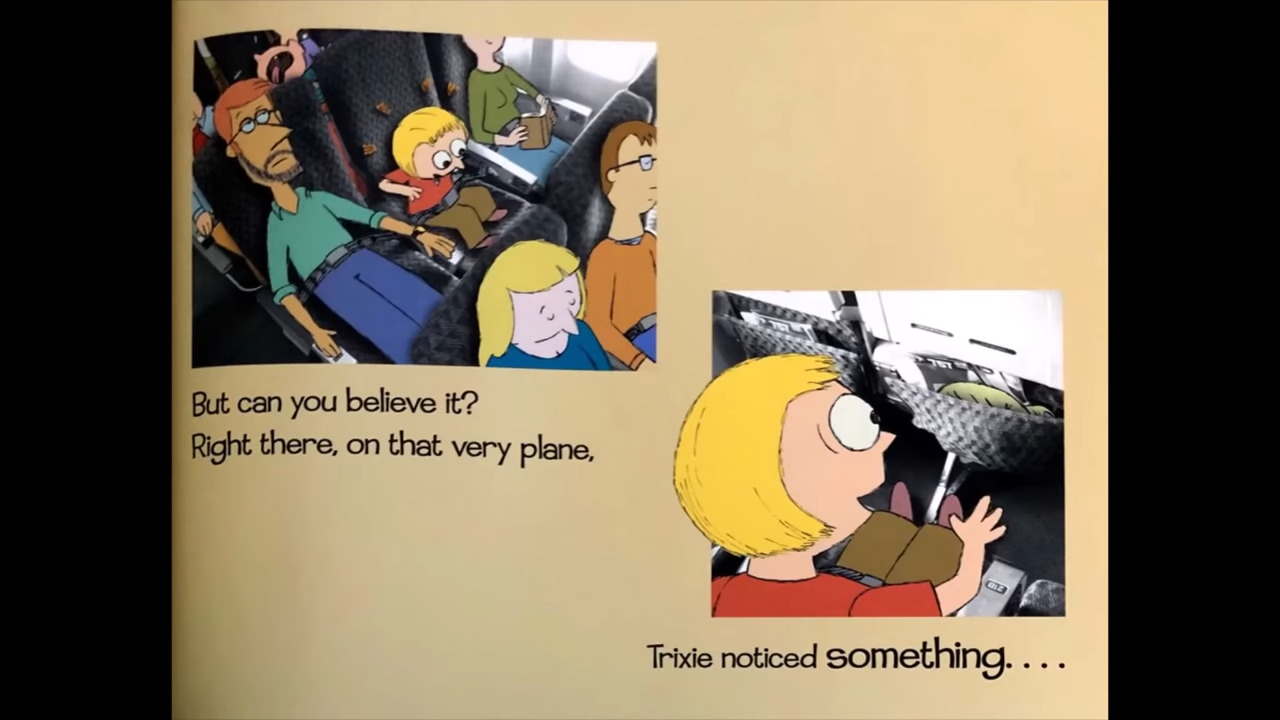 But can you believe it?
Right there, on that very plane,
Trixie noticed something. . . .